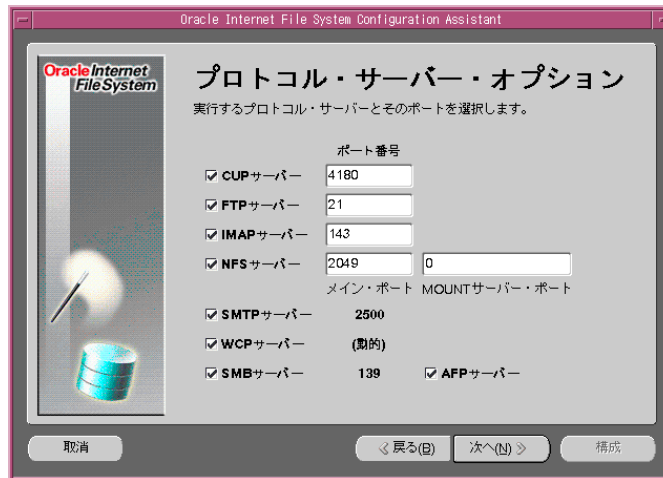 Oracle Internet File System Configuration Assistant
Oracle Internet
File System
プロトコル・サーバー・オプション
実行するプロトコル・サーバーとそのポートを選択します。
ポート番号
CUPサーバー 4180
FTPサーバー 21
IMAPサーバー 143
NFSサーバー 2049 0
メイン・ポート MOUNTサーバー・ポート
SMTPサーバー 2500
WCPサーバー (動的)
SMBサーバー 139 AFPサーバー
取消 戻る(B) 次へ(N) 構成